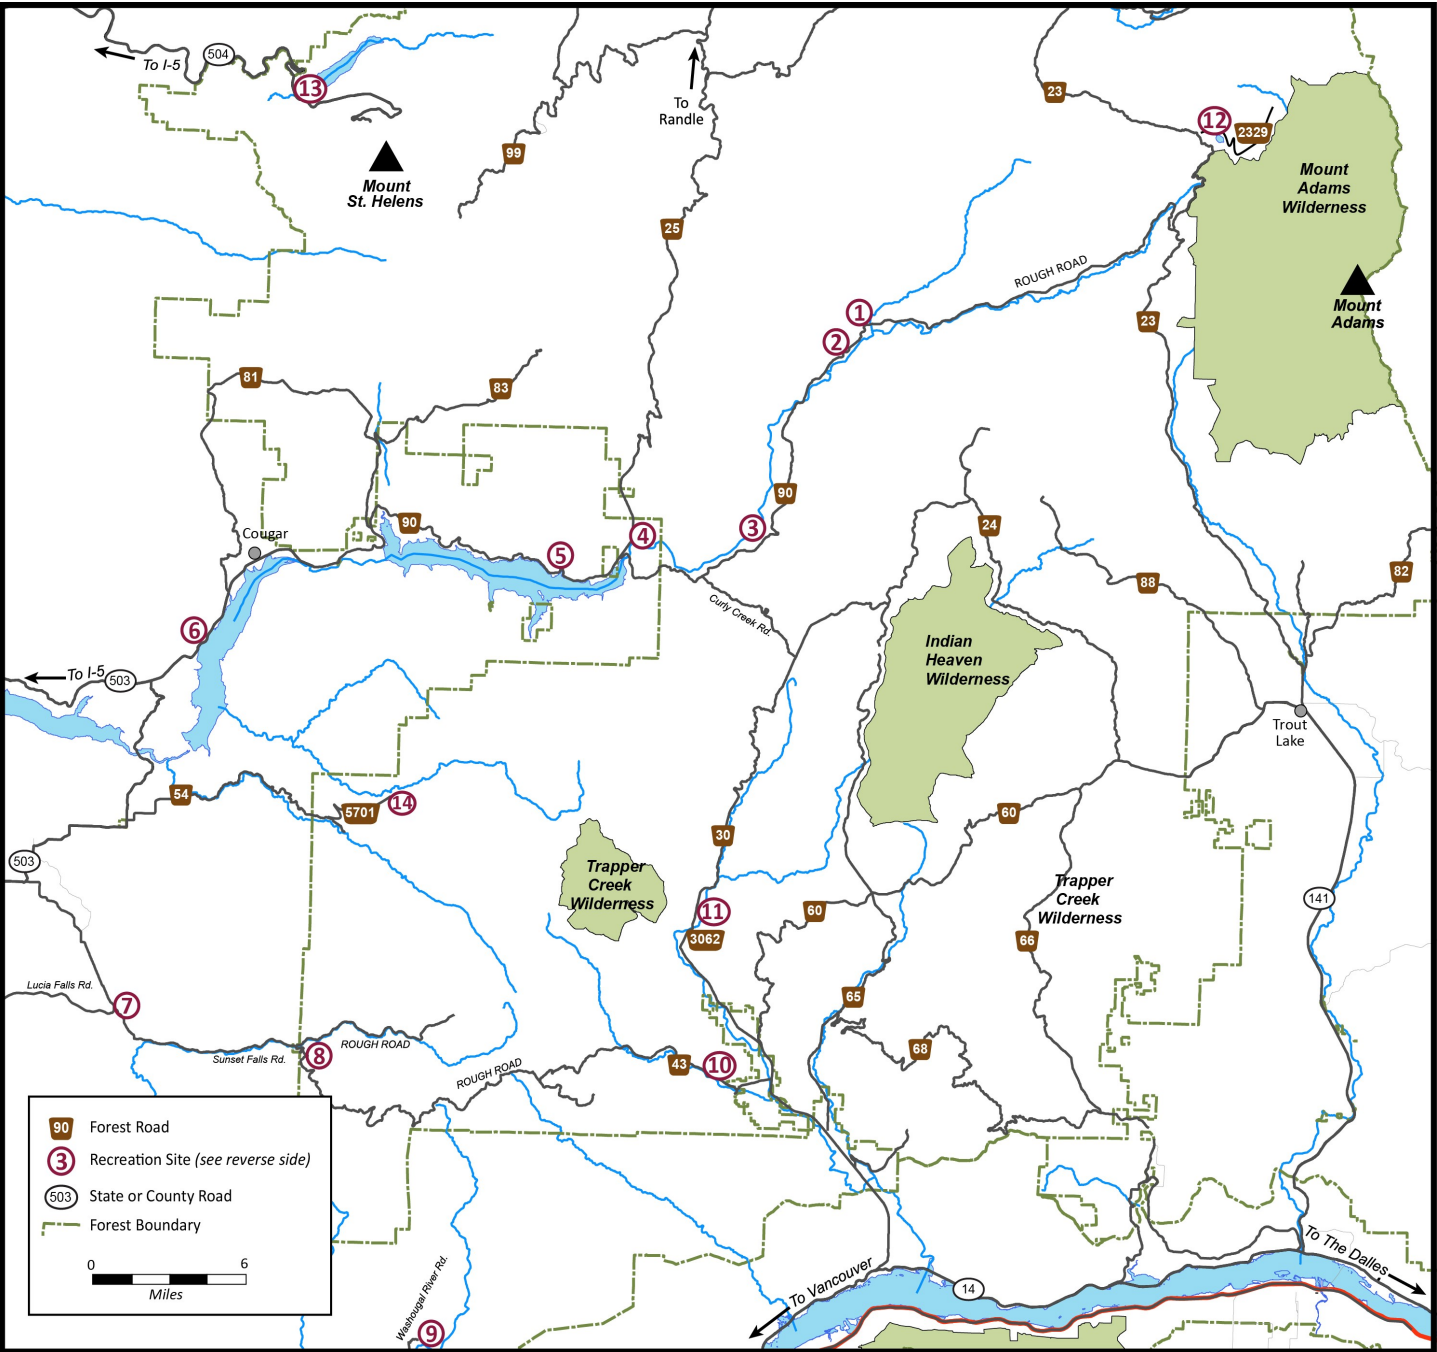 504
To I-5
13
Mount
St. Helens
99
To
Randle
25
23
12
2329
Mount
Adams
Wilderness
ROUGH ROAD
Mount
Adams
23
1
2
81
83
90
3
90
4
5
Cougar
24
88
82
Curly Creek Rd.
6
To I-5
503
Indian
Heaven
Wilderness
Trout
Lake
54
5701
14
30
60
503
Trapper
Creek
Wilderness
11
3062
60
Trapper
Creek
Wilderness
66
141
Lucia Falls Rd.
7
65
68
ROUGH ROAD
Sunset Falls Rd.
8
ROUGH ROAD
43
10
90
Forest Road
3
Recreation Site (see reverse side)
503
State or County Road
Forest Boundary
0
6
Miles
Washougal River Rd.
9
To Vancouver
14
To The Dalles